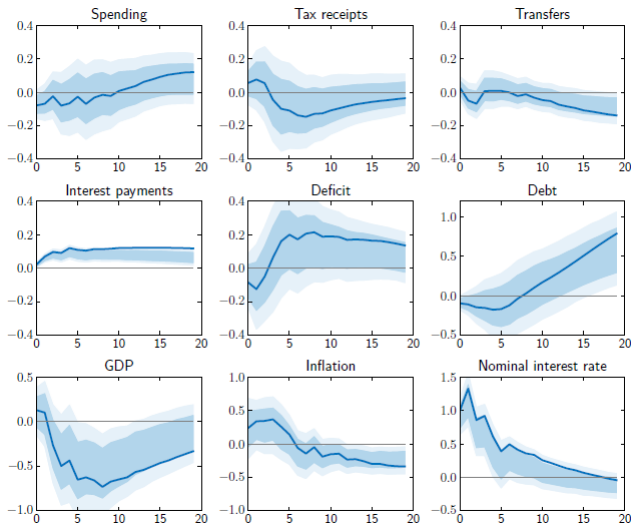 Spending Tax receipts Transfers
0.4 0.4 0.4
0.2 0.2 0.2
0.0 0.0 0.0
−0.2 −0.2 −0.2
−0.4 −0.4 −0.4
0 5 10 15 20 0 5 10 15 20 0 5 10 15 20
Interest payments Deficit Debt
0.4 0.4 1.0
0.2 0.2 0.5
0.0 0.0 0.0
−0.2 −0.2
−0.4 −0.4 −0.5
0 5 10 15 20 0 5 10 15 20 0 5 10 15 20
GDP Inflation Nominal interest rate
0.5 1.0 1.5
0.5 1.0
0.0 0.0 0.5
−0.5 −0.5 0.0
−1.0 −1.0 −0.5
0 5 10 15 20 0 5 10 15 20 0 5 10 15 20